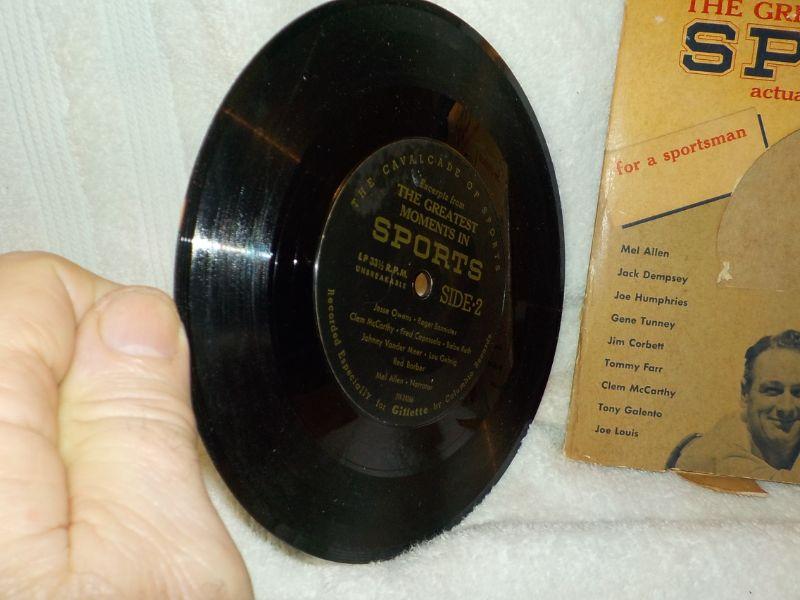 THE CAVALCADE OF SPORTS
Excerpts from
THE GREATEST
MOMENTS IN
SPORTS
LP 33⅓ R.P.M.
UNBREAKABLE
SIDE·2
Jesse Owens • Roger Bannister
Clem McCarthy • Fred Capossela • Babe Ruth
Johnny Vander Meer • Lou Gehrig
Red Barber
Mel Allen • Narrator
Recorded Especially for Gillette by Columbia Records
THE
SP
actua
for a sportsman
Mel Allen
Jack Dempsey
Joe Humphries
Gene Tunney
Jim Corbett
Tommy Farr
Clem McCarthy
Tony Galento
Joe Louis